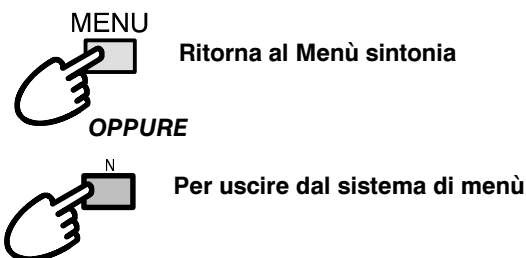 MENU
Ritorna al Menù sintonia
OPPURE
N
Per uscire dal sistema di menù